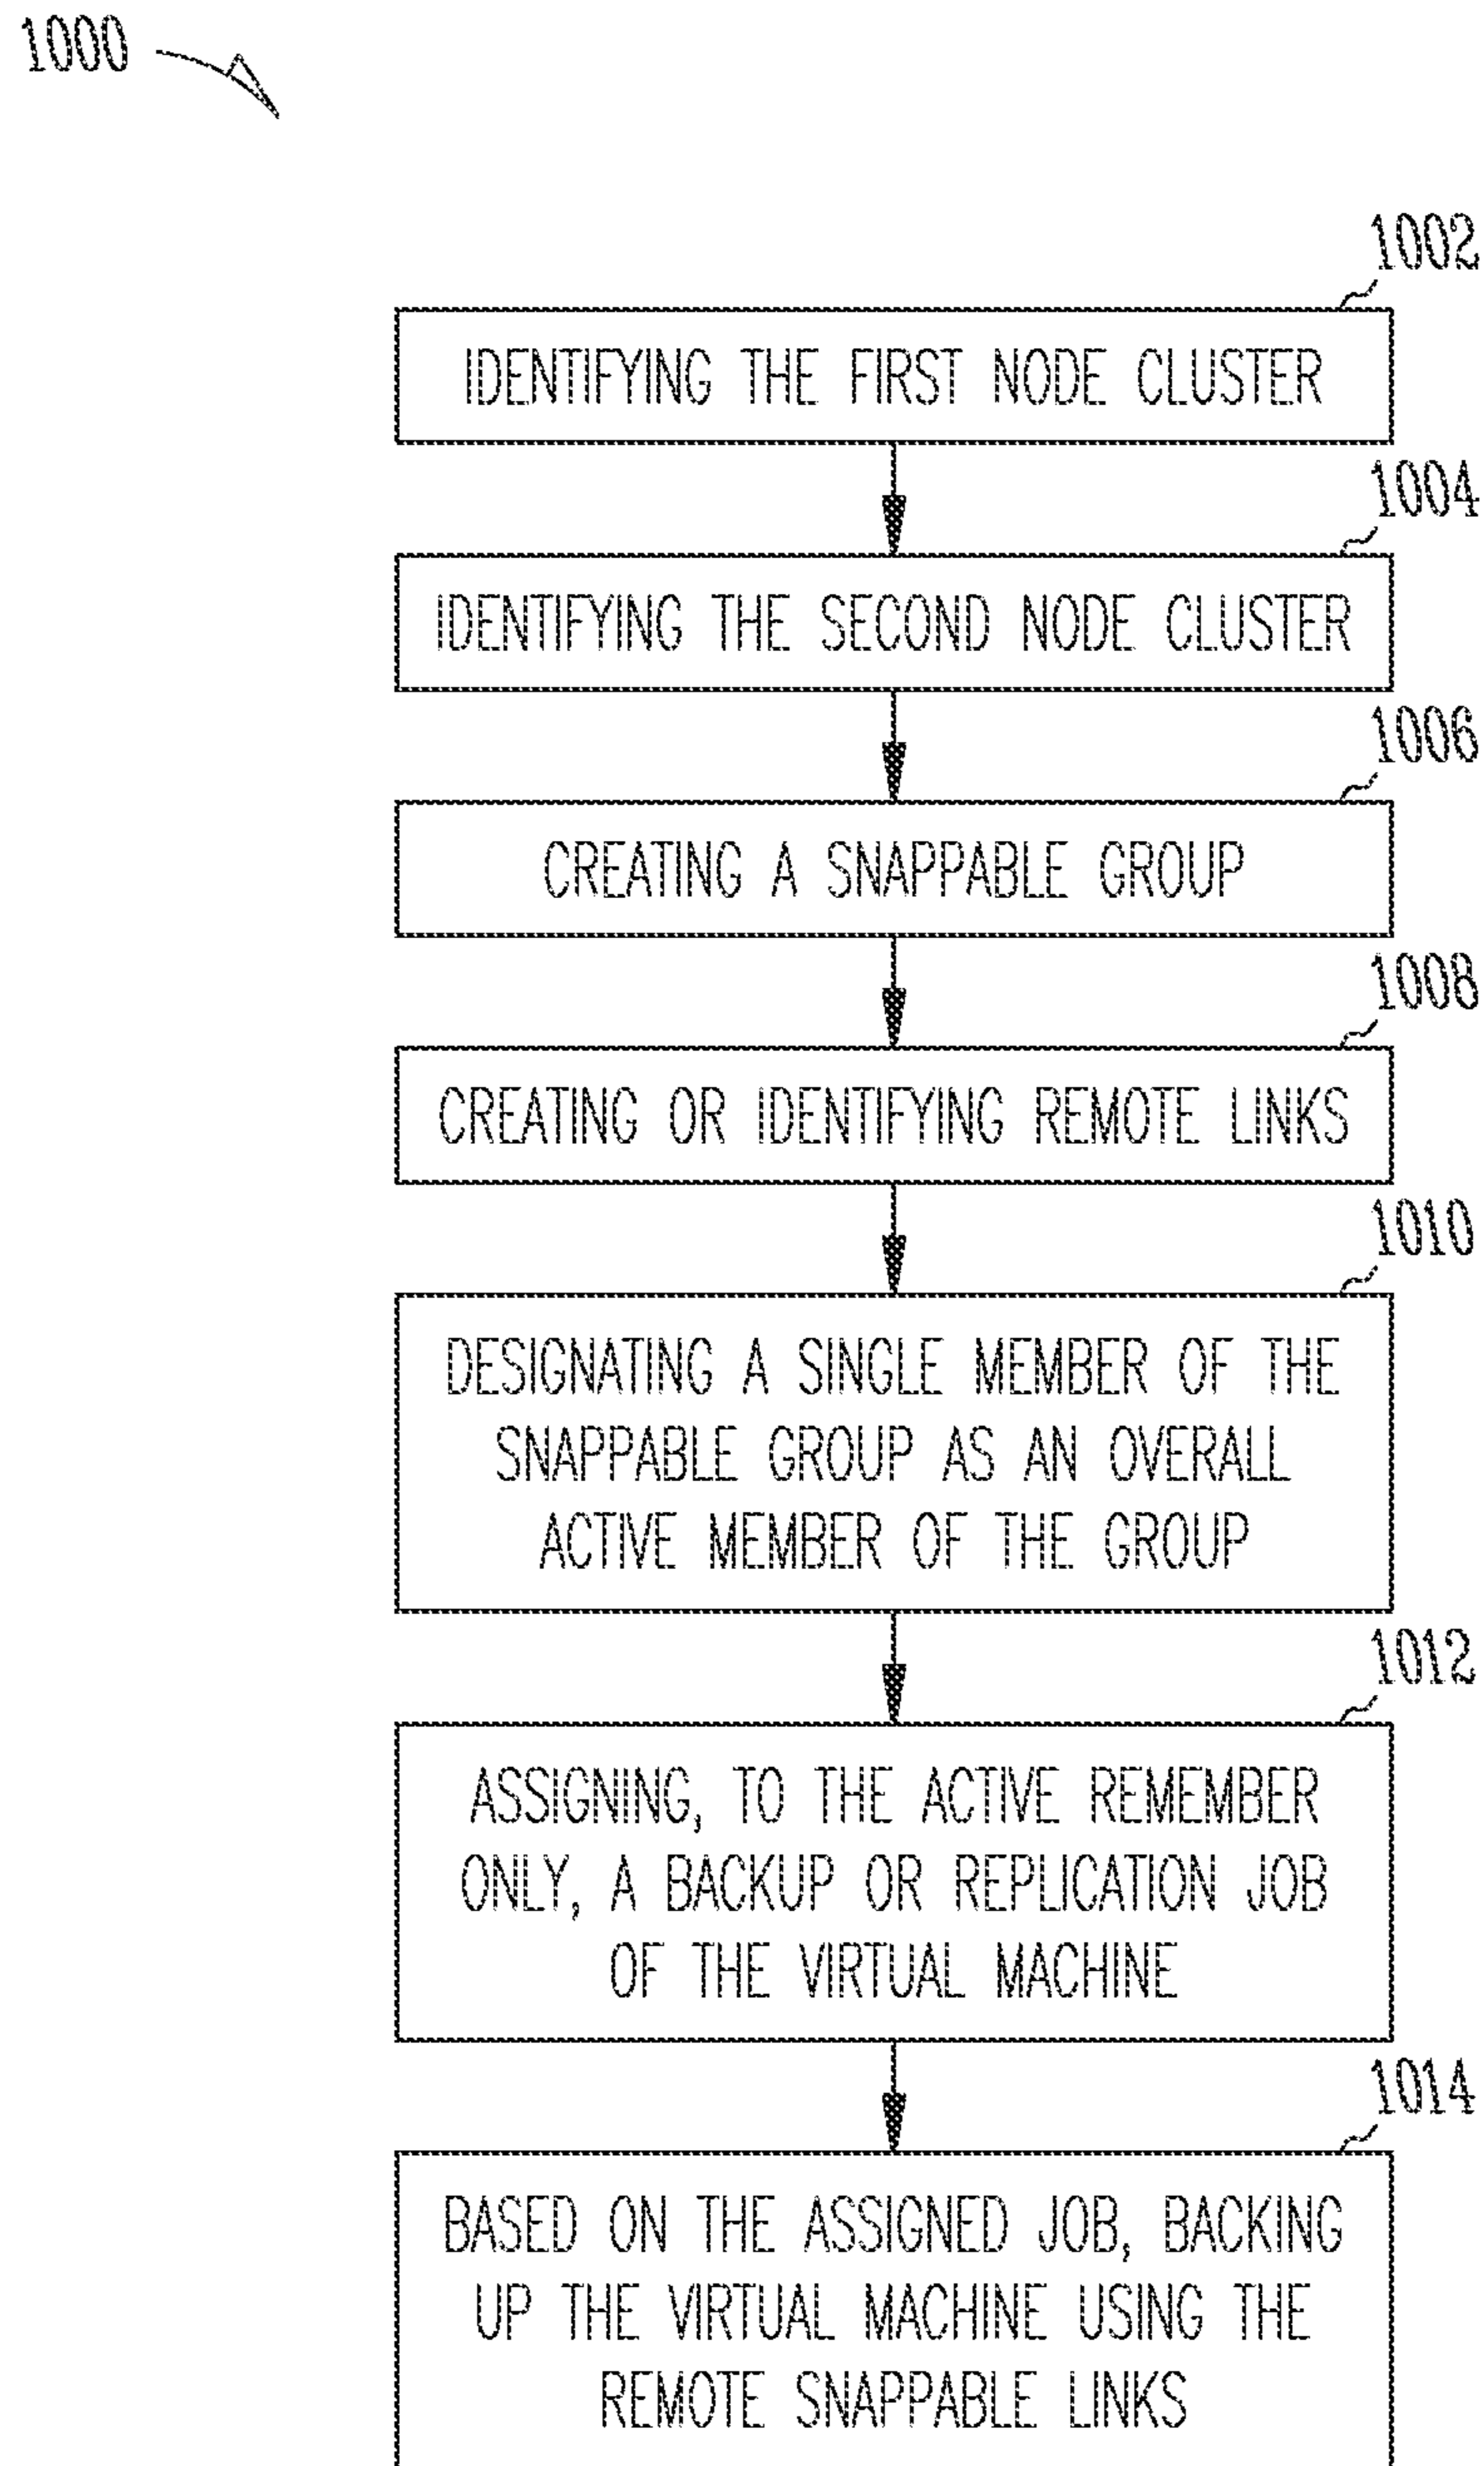 1000
1002
IDENTIFYING THE FIRST NODE CLUSTER
1004
IDENTIFYING THE SECOND NODE CLUSTER
1006
CREATING A SNAPPABLE GROUP
1008
CREATING OR IDENTIFYING REMOTE LINKS
1010
DESIGNATING A SINGLE MEMBER OF THE
SNAPPABLE GROUP AS AN OVERALL
ACTIVE MEMBER OF THE GROUP
1012
ASSIGNING, TO THE ACTIVE REMEMBER
ONLY, A BACKUP OR REPLICATION JOB
OF THE VIRTUAL MACHINE
1014
BASED ON THE ASSIGNED JOB, BACKING
UP THE VIRTUAL MACHINE USING THE
REMOTE SNAPPABLE LINKS